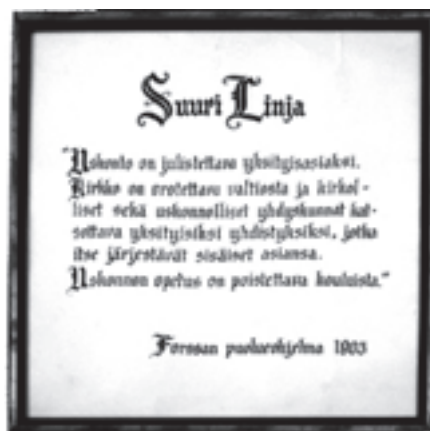 Suuri Linja
"Uskonto on julistettava yksityisasiaksi.
Kirkko on erotettava valtiosta ja kirkol-
liset sekä uskonnolliset yhdyskunnat kat-
sottava yksityisiksi yhdistyksiksi, jotka
itse järjestävät sisäiset asiansa.
Uskonnon opetus on poistettava kouluista."
Forssan puolueohjelma 1903